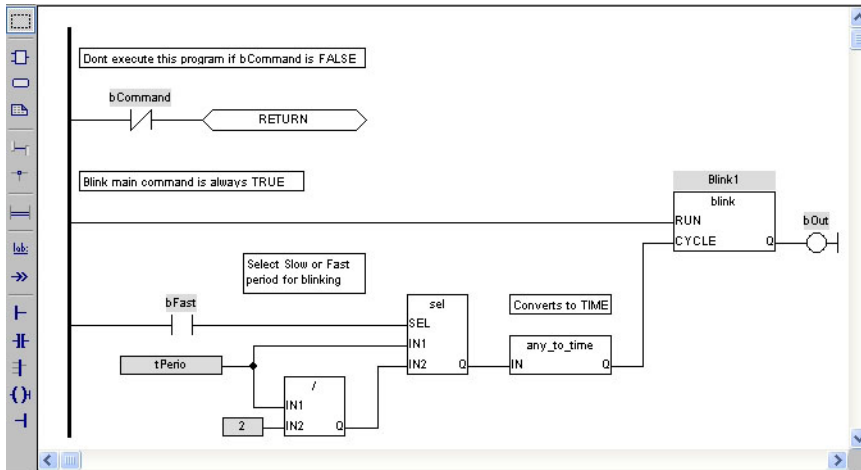 Dont execute this program if bCommand is FALSE
bCommand
RETURN
Blink main command is always TRUE
Blink1
blink
RUN
CYCLE Q
bOut
Select Slow or Fast
period for blinking
bFast
sel
SEL
IN1
IN2 Q
Converts to TIME
any_to_time
IN Q
tPerio
/
IN1
2
IN2 Q
lab: